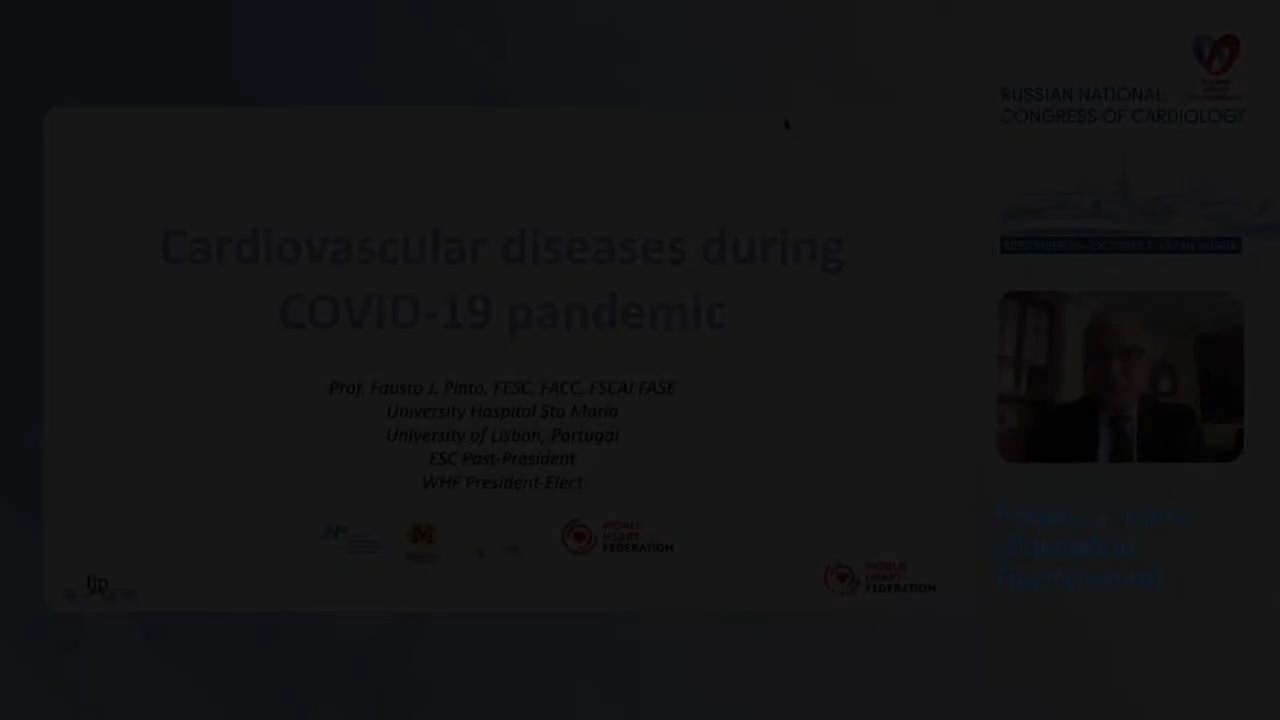 RUSSIAN NATIONAL
CONGRESS OF CARDIOLOGY
Cardiovascular diseases during
COVID-19 pandemic
Prof. Fausto J. Pinto, FESC, FACC, FSCAI FASE
University Hospital Sta Maria
University of Lisbon, Portugal
ESC Past-President
WHF President-Elect
WORLD
HEART
FEDERATION
WORLD
HEART
FEDERATION
fjp